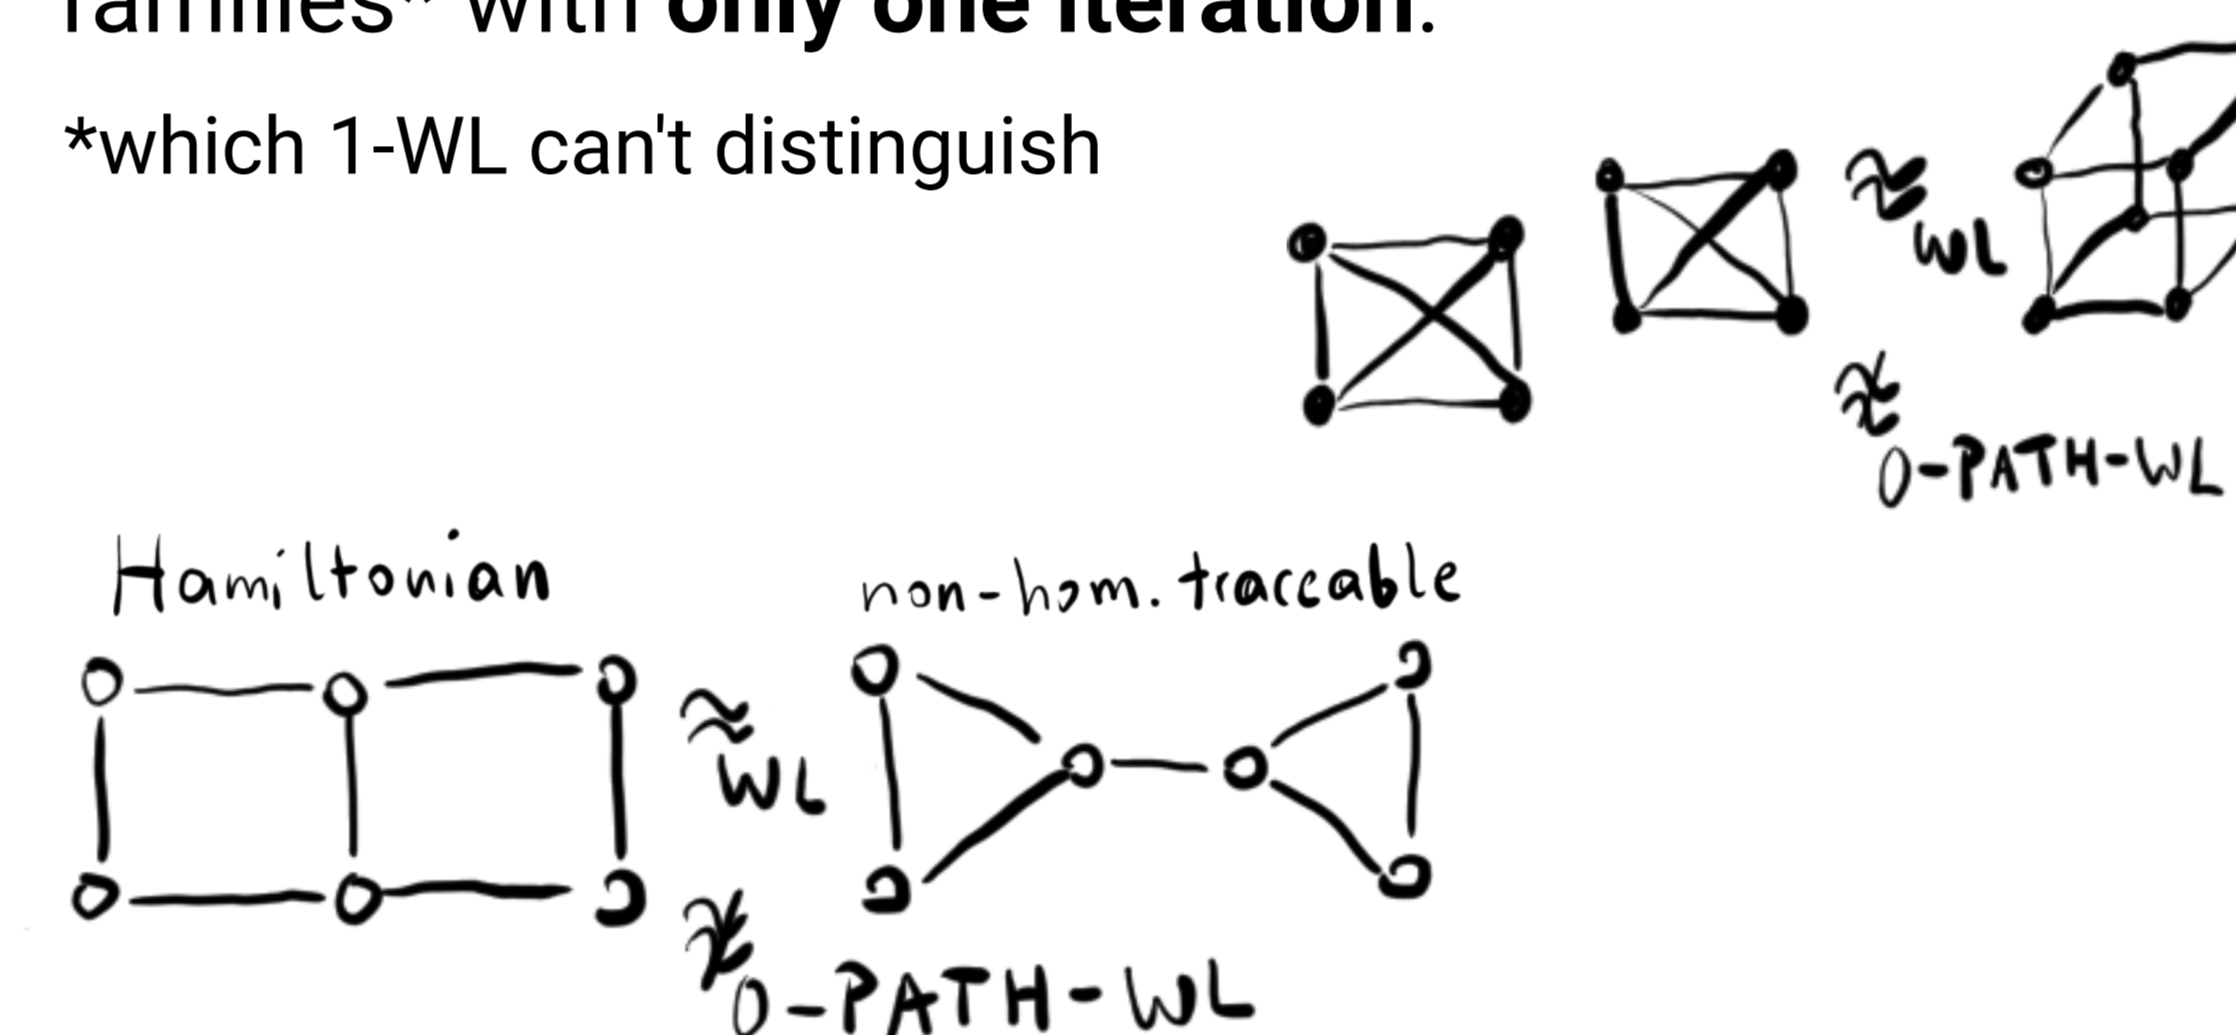 families* with only one iteration.
*which 1-WL can't distinguish
≈ WL
≉ 0-PATH-WL
Hamiltonian
non-hom. traceable
≈ WL
≉ 0-PATH-WL